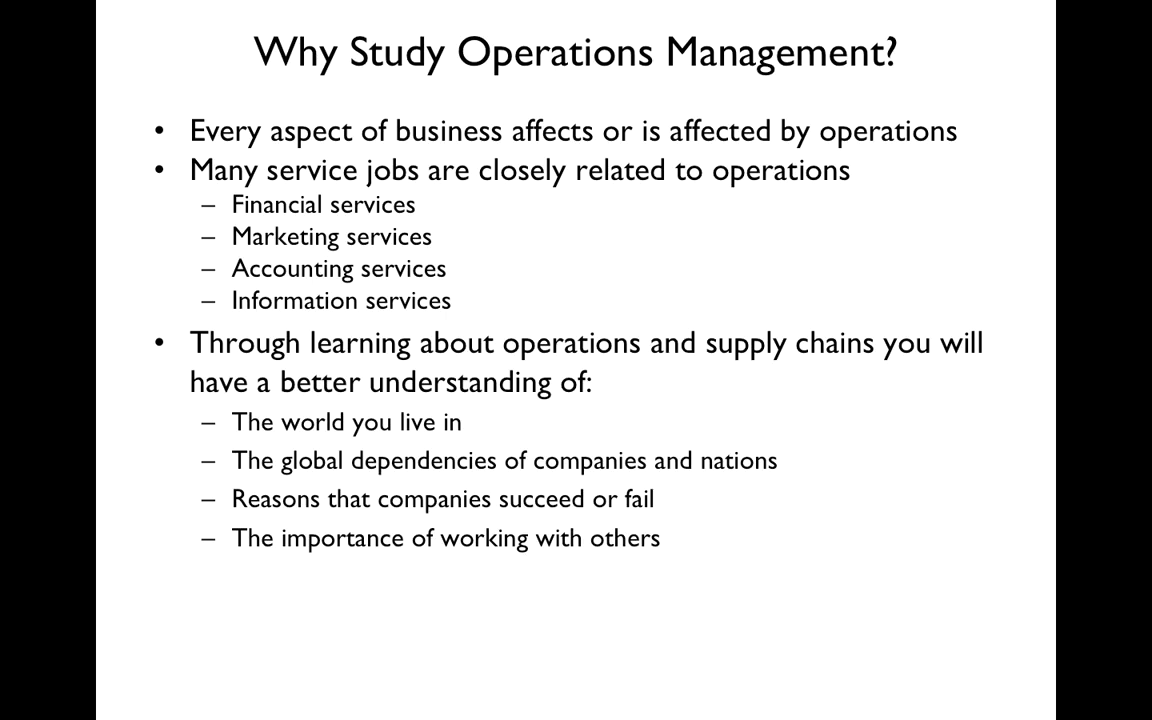 Why Study Operations Management?
• Every aspect of business affects or is affected by operations
• Many service jobs are closely related to operations
– Financial services
– Marketing services
– Accounting services
– Information services
• Through learning about operations and supply chains you will
have a better understanding of:
– The world you live in
– The global dependencies of companies and nations
– Reasons that companies succeed or fail
– The importance of working with others